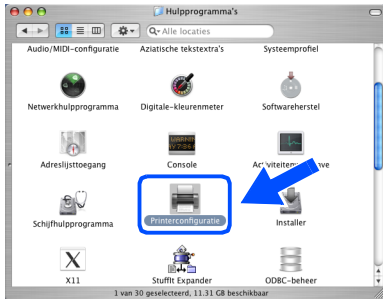 Hulpprogramma's
Alle locaties
Audio/MIDI-configuratie
Aziatische tekstextra's
Systeemprofiel
Netwerkhulpprogramma
Digitale-kleurenmeter
Softwareherstel
Adreslijsttoegang
Console
Schijfhulpprogramma
Printerconfiguratie
Installer
X11
StuffIt Expander
ODBC-beheer
1 van 30 geselecteerd, 11.31 GB beschikbaar